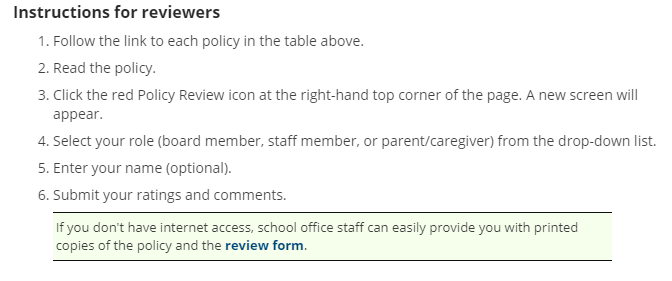 Instructions for reviewers
1. Follow the link to each policy in the table above.
2. Read the policy.
3. Click the red Policy Review icon at the right-hand top corner of the page. A new screen will
appear.
4. Select your role (board member, staff member, or parent/caregiver) from the drop-down list.
5. Enter your name (optional).
6. Submit your ratings and comments.
If you don't have internet access, school office staff can easily provide you with printed
copies of the policy and the review form.